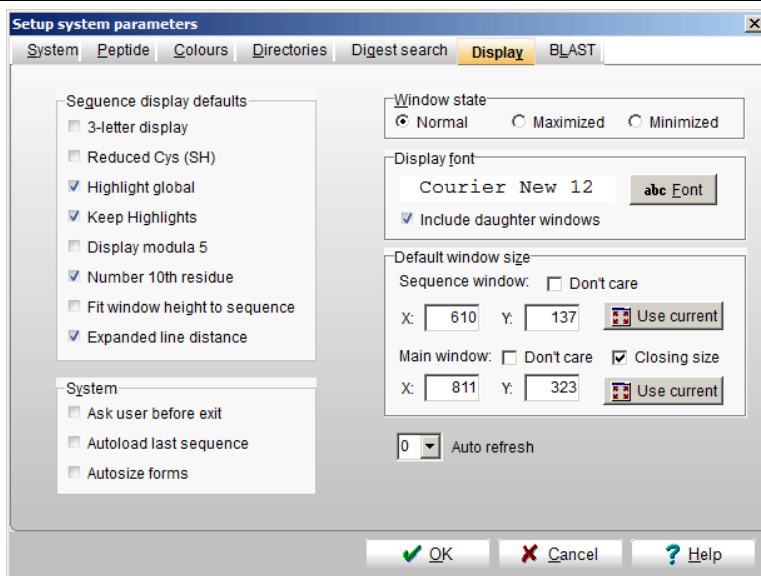 Setup system parameters
System Peptide Colours Directories Digest search Display BLAST
Sequence display defaults
3-letter display
Reduced Cys (SH)
Highlight global
Keep Highlights
Display modula 5
Number 10th residue
Fit window height to sequence
Expanded line distance
System
Ask user before exit
Autoload last sequence
Autosize forms
Window state
Normal Maximized Minimized
Display font
Courier New 12 abc Font
Include daughter windows
Default window size
Sequence window: Don't care
X: 610 Y: 137 Use current
Main window: Don't care Closing size
X: 811 Y: 323 Use current
0 Auto refresh
OK Cancel ? Help